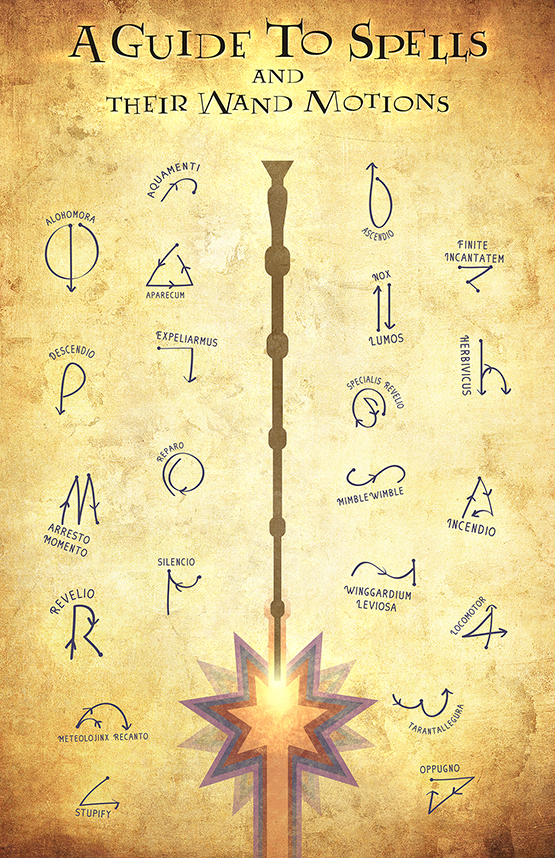 A Guide To Spells
and
their Wand Motions
Aquamenti
Alohomora
Aparecum
Ascendio
Finite
Incantatem
Nox
Lumos
Descendio
Expeliarmus
Herbivicus
Specialis Revelio
Reparo
Mimblewimble
Arresto
Momento
Incendio
Silencio
Winggardium
Leviosa
Revelio
Locomotor
Tarantallegura
Meteolojinx Recanto
Stupify
Oppugno